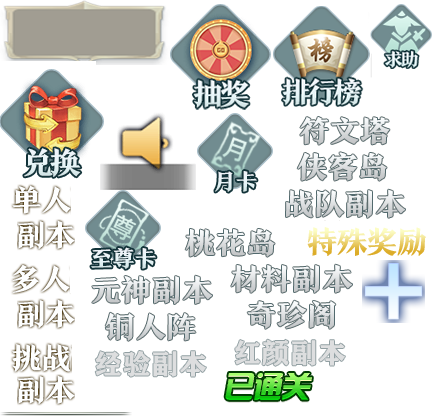 抽奖
GO
榜
排行榜
求助
兑换
月
月卡
符文塔
侠客岛
战队副本
单人
副本
尊
至尊卡
桃花岛
特殊奖励
多人
副本
元神副本
材料副本
铜人阵
奇珍阁
挑战
副本
经验副本
红颜副本
已通关